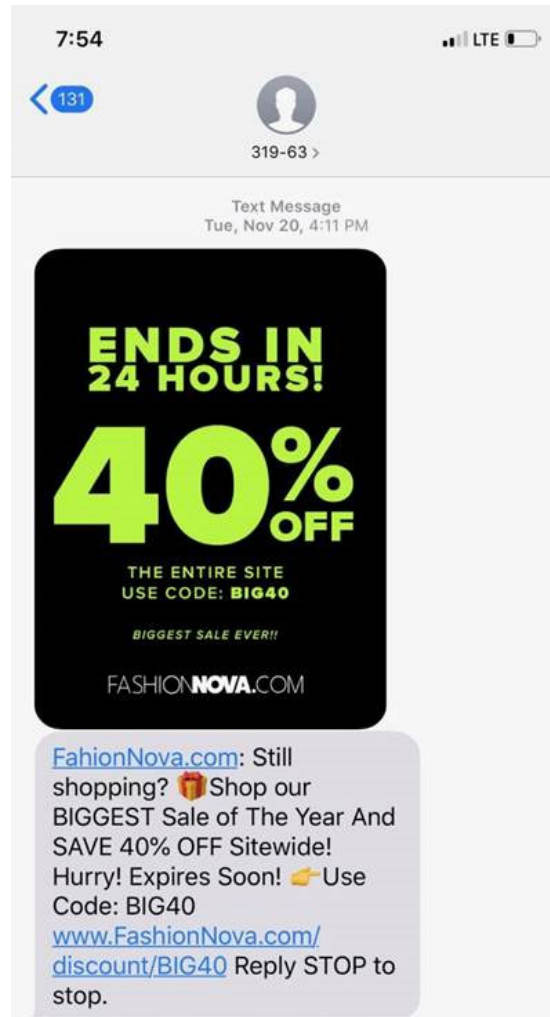 7:54
LTE
131
319-63 >
Text Message
Tue, Nov 20, 4:11 PM
ENDS IN
24 HOURS!
40%
OFF
THE ENTIRE SITE
USE CODE: BIG40
BIGGEST SALE EVER!!
FASHIONNOVA.COM
FahionNova.com: Still
shopping? 🎁Shop our
BIGGEST Sale of The Year And
SAVE 40% OFF Sitewide!
Hurry! Expires Soon! 👉Use
Code: BIG40
www.FashionNova.com/
discount/BIG40 Reply STOP to
stop.